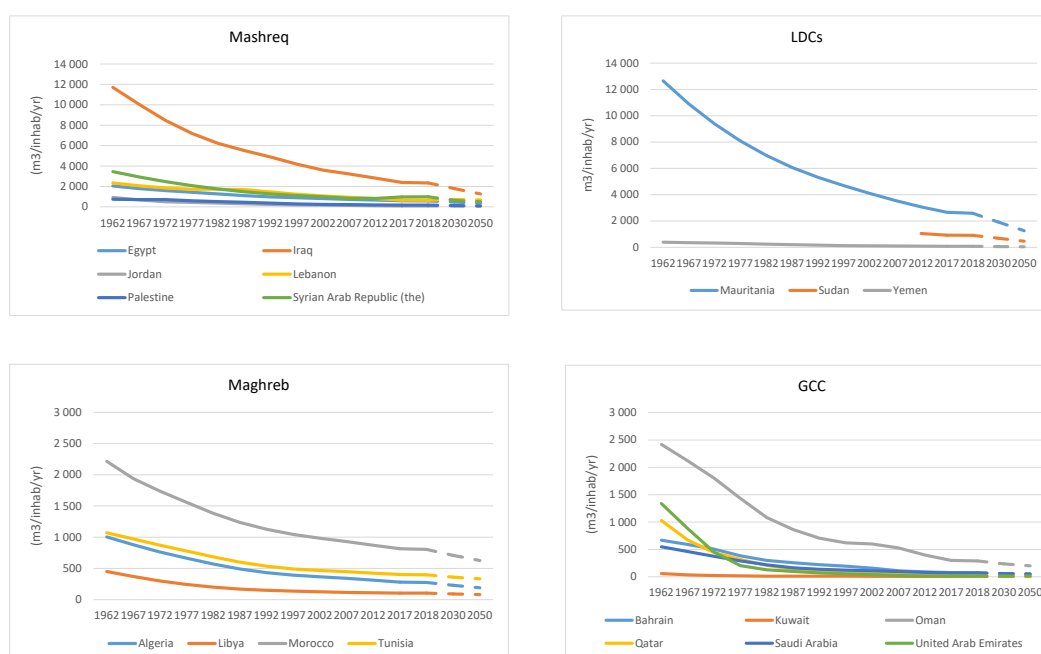 Mashreq
14 000
12 000
10 000
8 000
6 000
4 000
2 000
0
(m3/inhab/yr)
1962 1967 1972 1977 1982 1987 1992 1997 2002 2007 2012 2017 2018 2030 2050
Egypt Iraq
Jordan Lebanon
Palestine Syrian Arab Republic (the)
LDCs
14 000
12 000
10 000
8 000
6 000
4 000
2 000
0
m3/inhab/yr)
1962 1967 1972 1977 1982 1987 1992 1997 2002 2007 2012 2017 2018 2030 2050
Mauritania Sudan Yemen
Maghreb
3 000
2 500
2 000
1 500
1 000
500
0
(m3/inhab/yr)
1962 1967 1972 1977 1982 1987 1992 1997 2002 2007 2012 2017 2018 2030 2050
Algeria Libya Morocco Tunisia
GCC
3 000
2 500
2 000
1 500
1 000
500
0
(m3/inhab/yr)
1962 1967 1972 1977 1982 1987 1992 1997 2002 2007 2012 2017 2018 2030 2050
Bahrain Kuwait Oman
Qatar Saudi Arabia United Arab Emirates